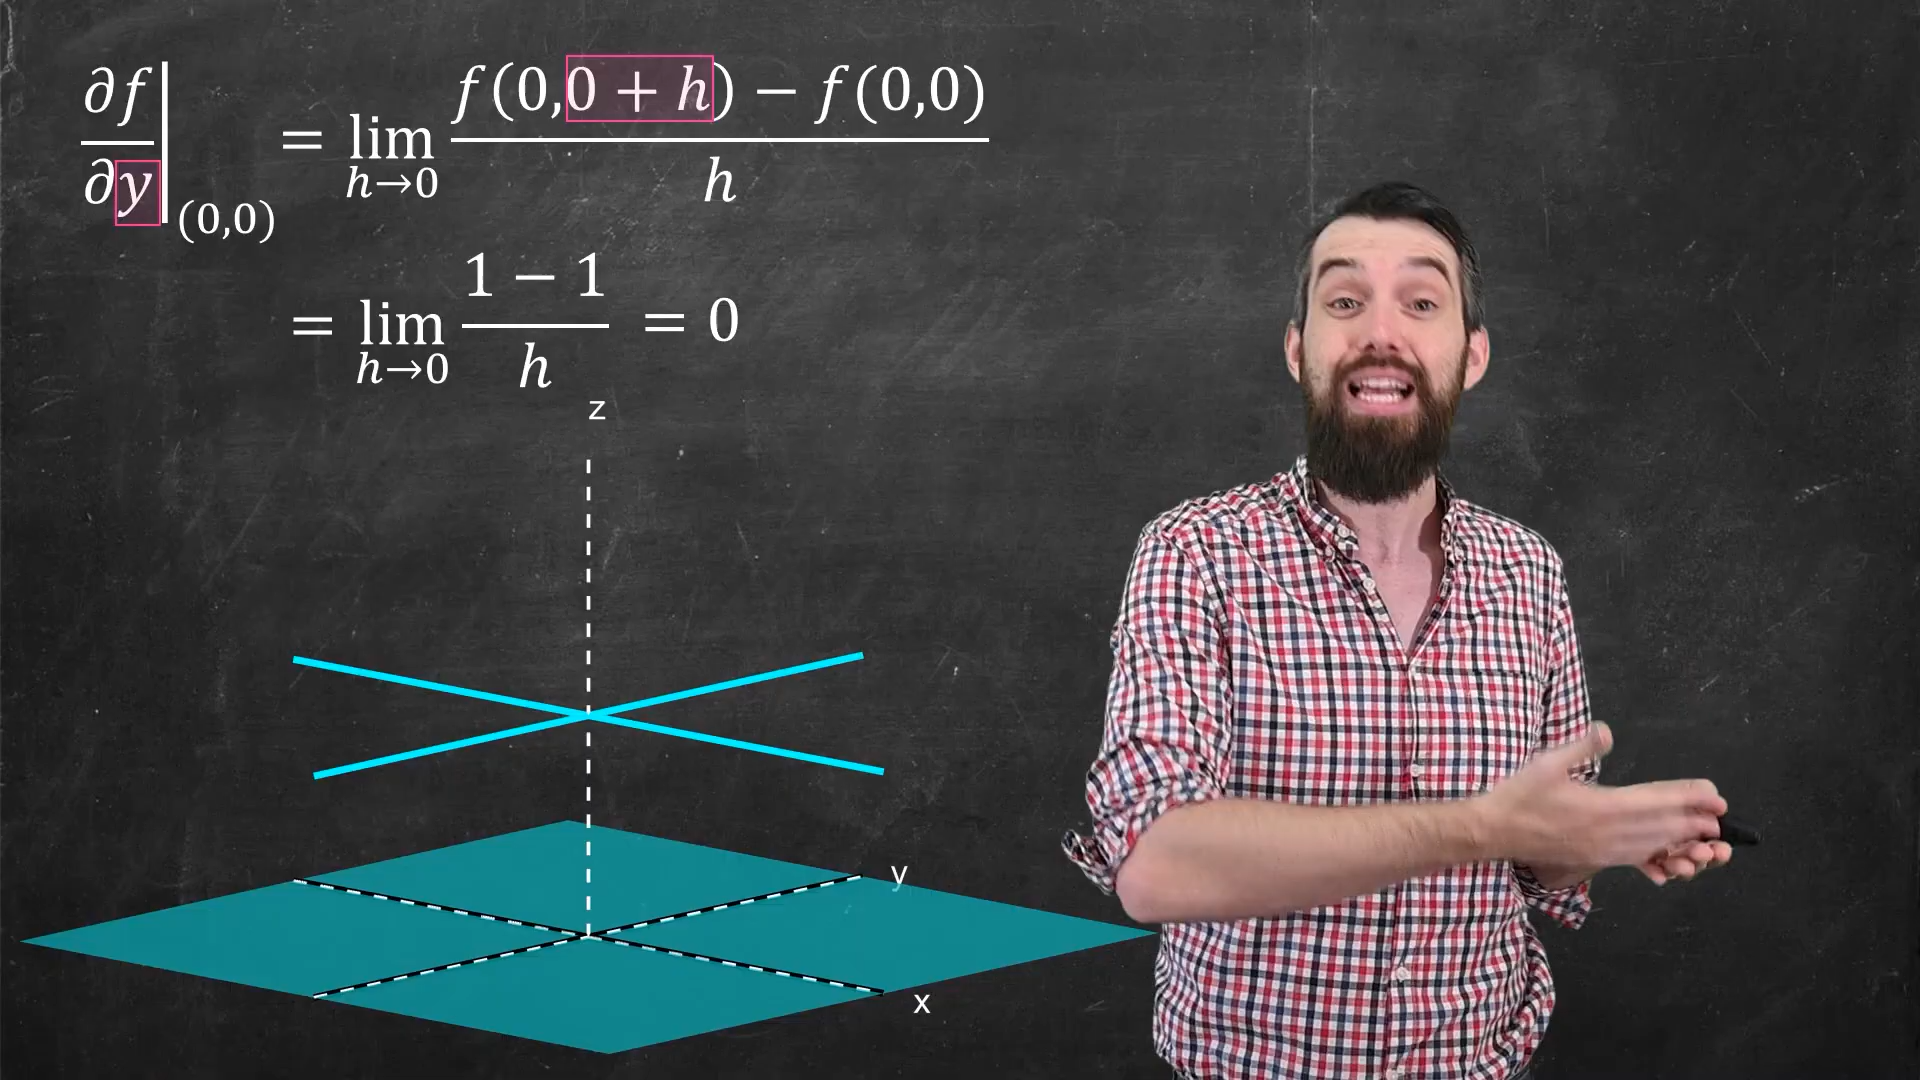 ∂f/∂y|(0,0) = lim h→0 f(0,0 + h) − f(0,0) / h
= lim h→0 1 − 1 / h = 0
z
y
x